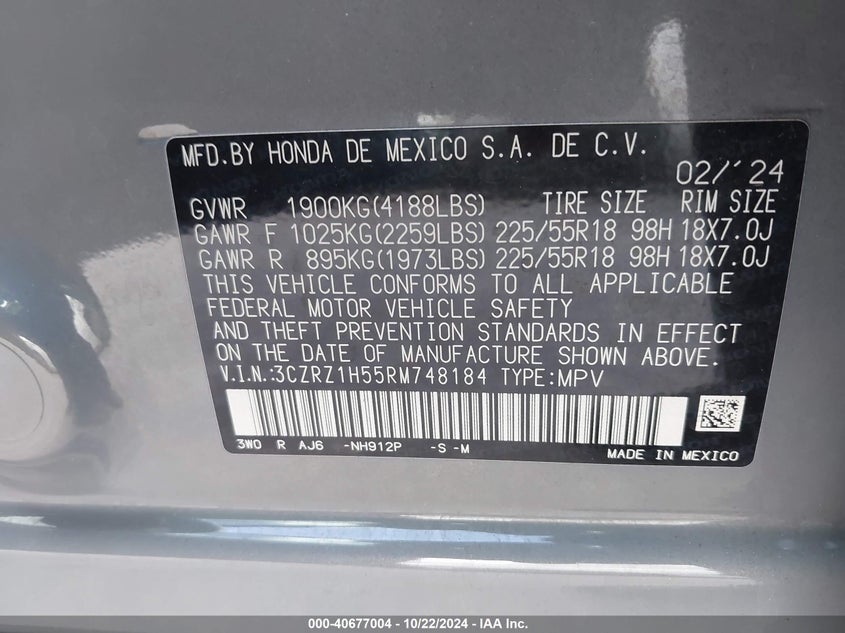 MFD.BY HONDA DE MEXICO S.A. DE C.V.
02/'24
GVWR 1900KG(4188LBS) TIRE SIZE RIM SIZE
GAWR F 1025KG(2259LBS) 225/55R18 98H 18X7.0J
GAWR R 895KG(1973LBS) 225/55R18 98H 18X7.0J
THIS VEHICLE CONFORMS TO ALL APPLICABLE
FEDERAL MOTOR VEHICLE SAFETY
AND THEFT PREVENTION STANDARDS IN EFFECT
ON THE DATE OF MANUFACTURE SHOWN ABOVE.
V.I.N.:3CZRZ1H55RM748184 TYPE:MPV
3W0 R AJ6 -NH912P -S -M
MADE IN MEXICO
000-40677004 - 10/22/2024 - IAA Inc.